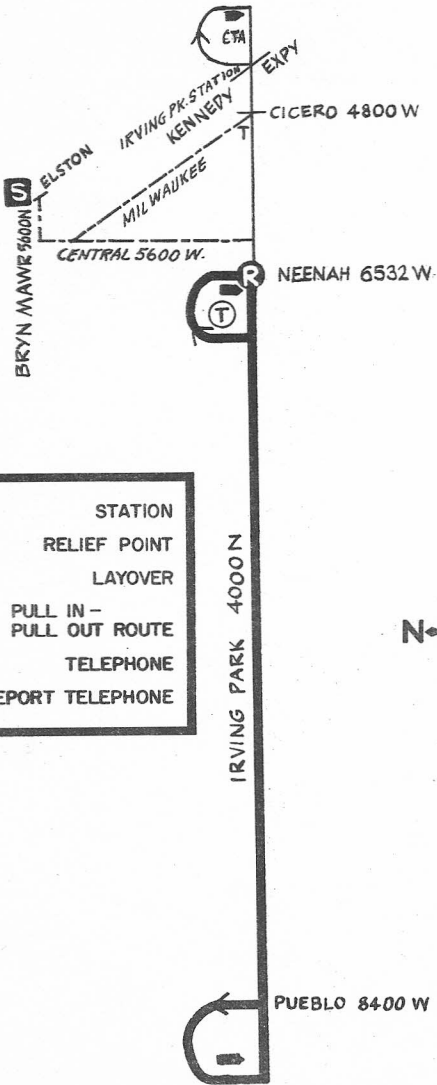 CTA
IRVING PK. STATION
KENNEDY
EXPY
CICERO 4800 W
T
ELSTON
S
MILWAUKEE
BRYN MAWR 5600N
CENTRAL 5600 W.
R
NEENAH 6532 W
T
STATION
RELIEF POINT
LAYOVER
PULL IN –
PULL OUT ROUTE
TELEPHONE
EPORT TELEPHONE
IRVING PARK 4000 N
N
PUEBLO 8400 W